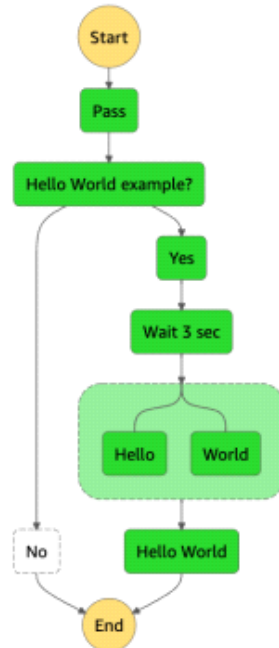 Start
Pass
Hello World example?
Yes
Wait 3 sec
Hello
World
No
Hello World
End